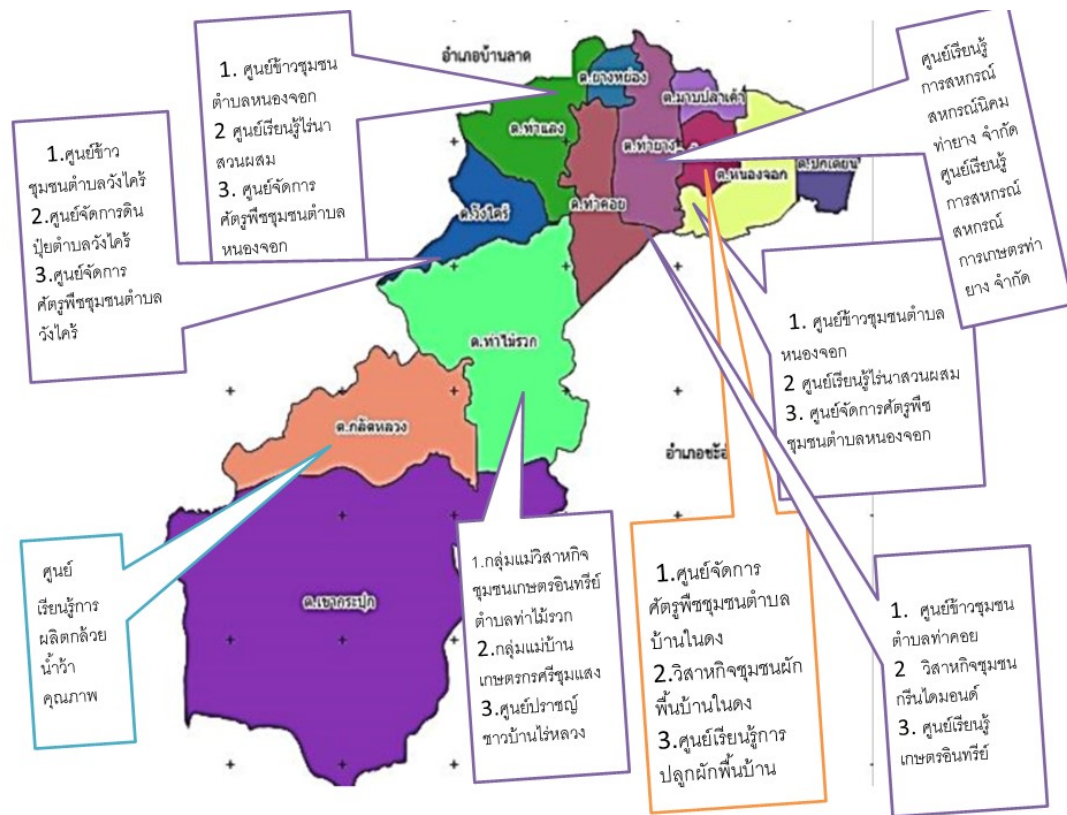 อำเภอบ้านลาด
1. ศูนย์ข้าวชุมชน
ตำบลหนองจอก
2 ศูนย์เรียนรู้ไร่นา
สวนผสม
3. ศูนย์จัดการ
ศัตรูพืชชุมชนตำบล
หนองจอก
1.ศูนย์ข้าว
ชุมชนตำบลวังไคร้
2.ศูนย์จัดการดิน
ปุ๋ยตำบลวังไคร้
3.ศูนย์จัดการ
ศัตรูพืชชุมชนตำบล
วังไคร้
ต.ยางหย่อง
ต.มาบปลาเค้า
ต.ท่าแลง
ต.ท่ายาง
ต.หนองจอก
ต.ปึกเตียน
ต.วังไคร้
ต.ท่าคอย
ต.ท่าไม้รวก
ต.กลัดหลวง
ต.เขากระปุก
ศูนย์เรียนรู้
การสหกรณ์
สหกรณ์นิคม
ท่ายาง จำกัด
ศูนย์เรียนรู้
การสหกรณ์
สหกรณ์
การเกษตรท่า
ยาง จำกัด
1. ศูนย์ข้าวชุมชนตำบล
หนองจอก
2 ศูนย์เรียนรู้ไร่นาสวนผสม
3. ศูนย์จัดการศัตรูพืช
ชุมชนตำบลหนองจอก
ศูนย์
เรียนรู้การ
ผลิตกล้วย
น้ำว้า
คุณภาพ
1.กลุ่มแม่วิสาหกิจ
ชุมชนเกษตรอินทรีย์
ตำบลท่าไม้รวก
2.กลุ่มแม่บ้าน
เกษตรกรศรีชุมแสง
3.ศูนย์ปราชญ์
ชาวบ้านไร่หลวง
1.ศูนย์จัดการ
ศัตรูพืชชุมชนตำบล
บ้านในดง
2.วิสาหกิจชุมชนผัก
พื้นบ้านในดง
3.ศูนย์เรียนรู้การ
ปลูกผักพื้นบ้าน
1. ศูนย์ข้าวชุมชน
ตำบลท่าคอย
2 วิสาหกิจชุมชน
กรีนไดมอนด์
3. ศูนย์เรียนรู้
เกษตรอินทรีย์